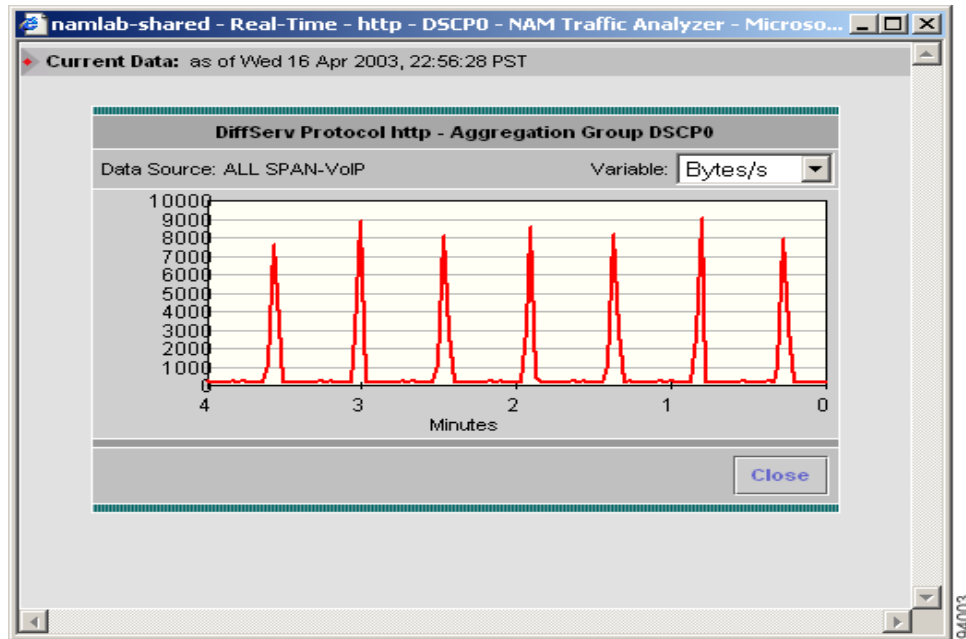 namlab-shared - Real-Time - http - DSCP0 - NAM Traffic Analyzer - Microso...
Current Data: as of Wed 16 Apr 2003, 22:56:28 PST
DiffServ Protocol http - Aggregation Group DSCP0
Data Source: ALL SPAN-VoIP Variable: Bytes/s
10000
9000
8000
7000
6000
5000
4000
3000
2000
1000
0
4 3 2 1 0
Minutes
Close
94003